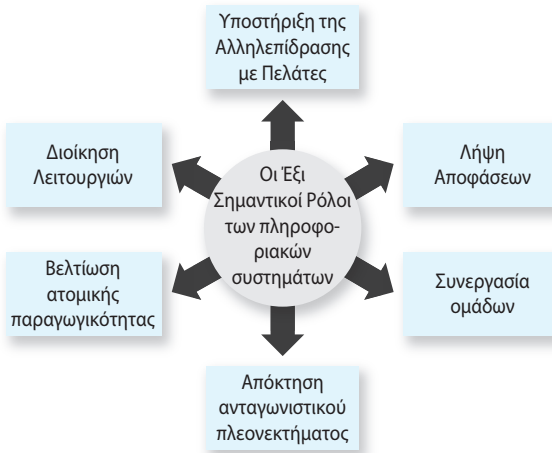 Υποστήριξη της
Αλληλεπίδρασης
με Πελάτες
Διοίκηση
Λειτουργιών
Λήψη
Αποφάσεων
Οι Έξι
Σημαντικοί Ρόλοι
των πληροφο-
ριακών
συστημάτων
Βελτίωση
ατομικής
παραγωγικότητας
Συνεργασία
ομάδων
Απόκτηση
ανταγωνιστικού
πλεονεκτήματος